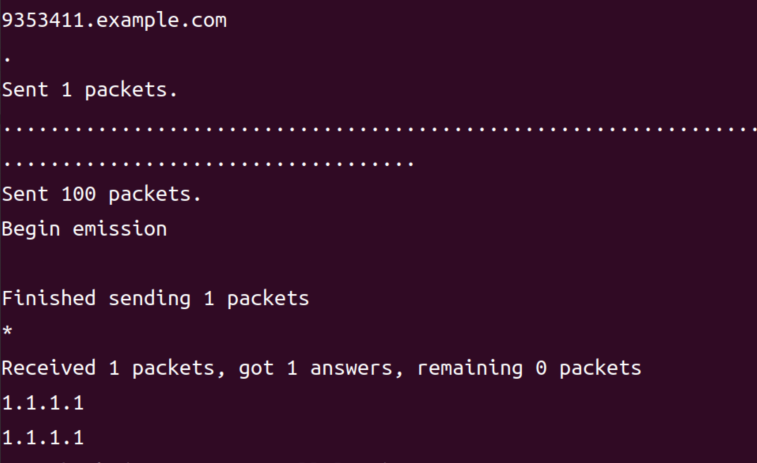 9353411.example.com
.
Sent 1 packets.
................................................................
...................................
Sent 100 packets.
Begin emission
Finished sending 1 packets
*
Received 1 packets, got 1 answers, remaining 0 packets
1.1.1.1
1.1.1.1